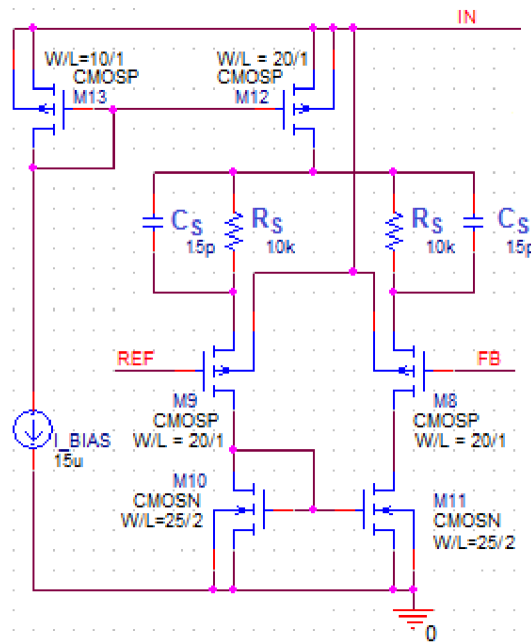 IN
W/L=10/1
CMOSP
M13
W/L = 20/1
CMOSP
M12
CS
15p
RS
10k
RS
10k
CS
15p
REF
FB
M9
CMOSP
W/L = 20/1
M8
CMOSP
W/L = 20/1
I_BIAS
15u
M10
CMOSN
W/L=25/2
M11
CMOSN
W/L=25/2
0